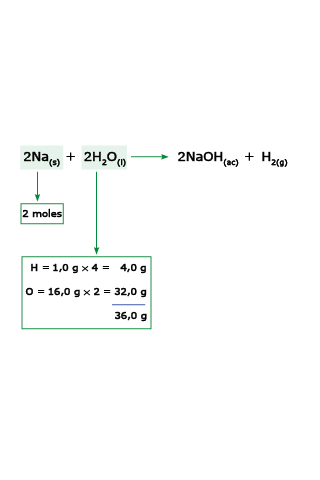 2Na(s) + 2H2O(l) → 2NaOH(ac) + H2(g)
2 moles
H = 1,0 g × 4 = 4,0 g
O = 16,0 g × 2 = 32,0 g
36,0 g